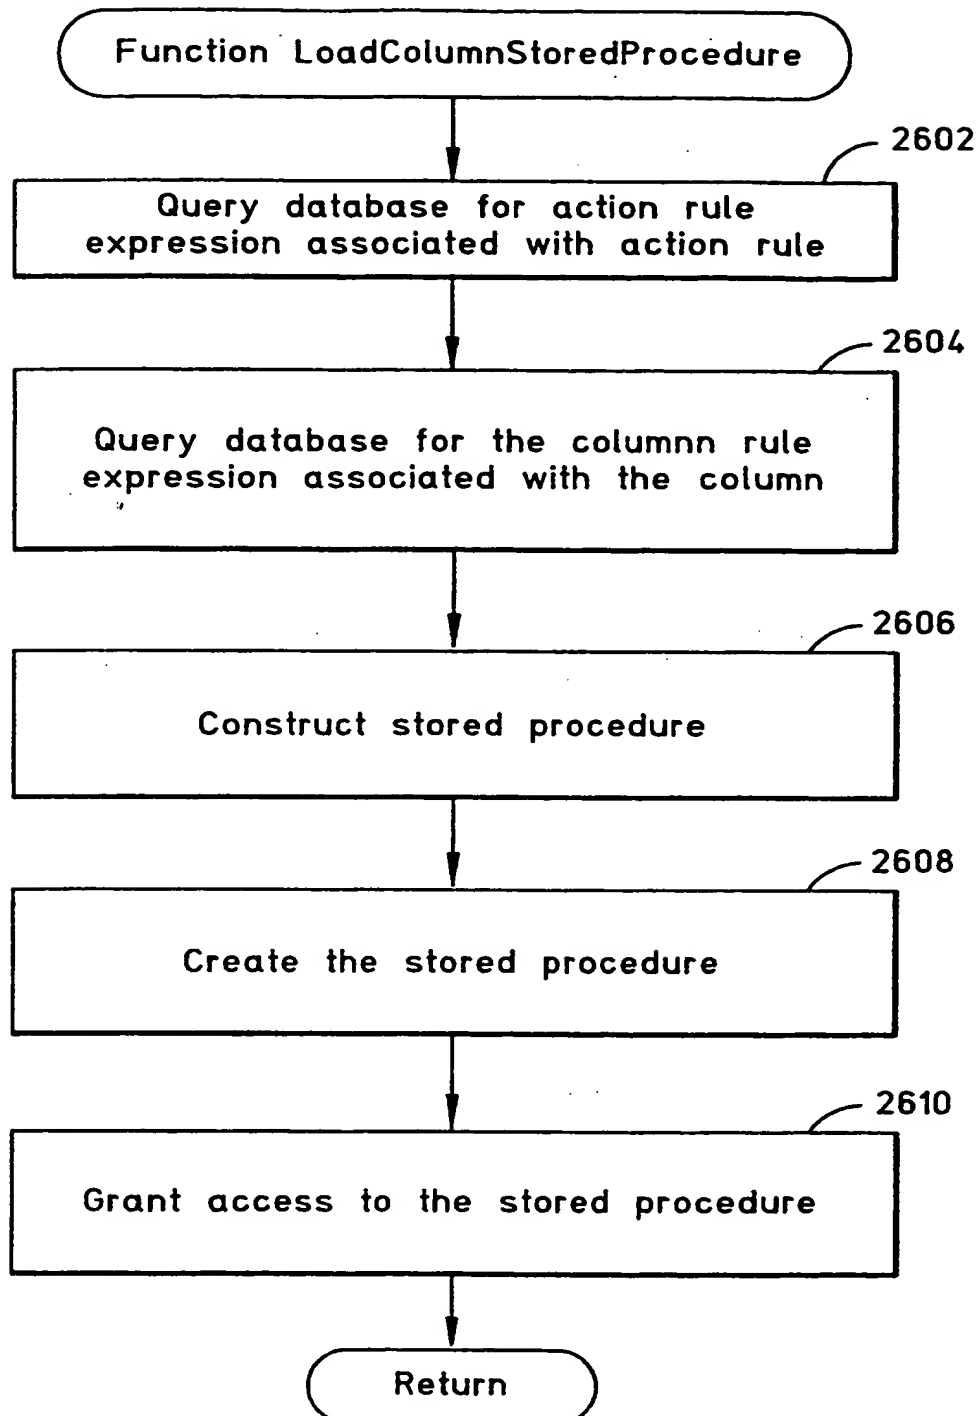 Function LoadColumnStoredProcedure
2602
Query database for action rule
expression associated with action rule
2604
Query database for the columnn rule
expression associated with the column
2606
Construct stored procedure
2608
Create the stored procedure
2610
Grant access to the stored procedure
Return